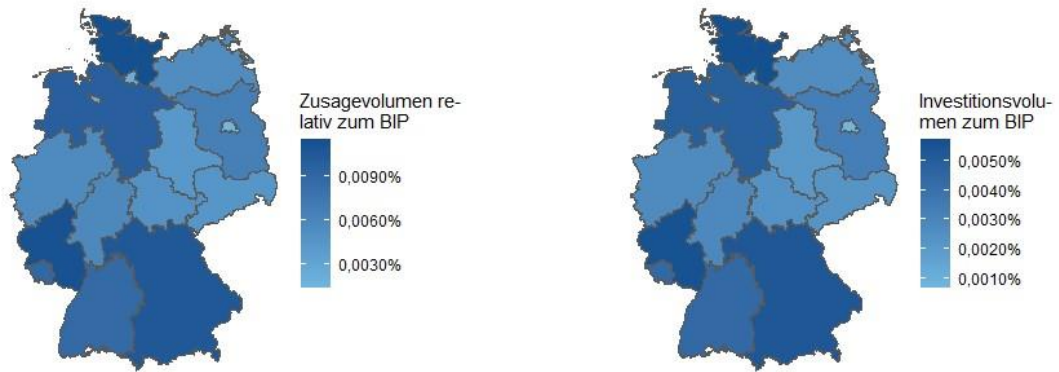 Zusagevolumen re-
lativ zum BIP
0,0090%
0,0060%
0,0030%
Investitionsvolu-
men zum BIP
0,0050%
0,0040%
0,0030%
0,0020%
0,0010%